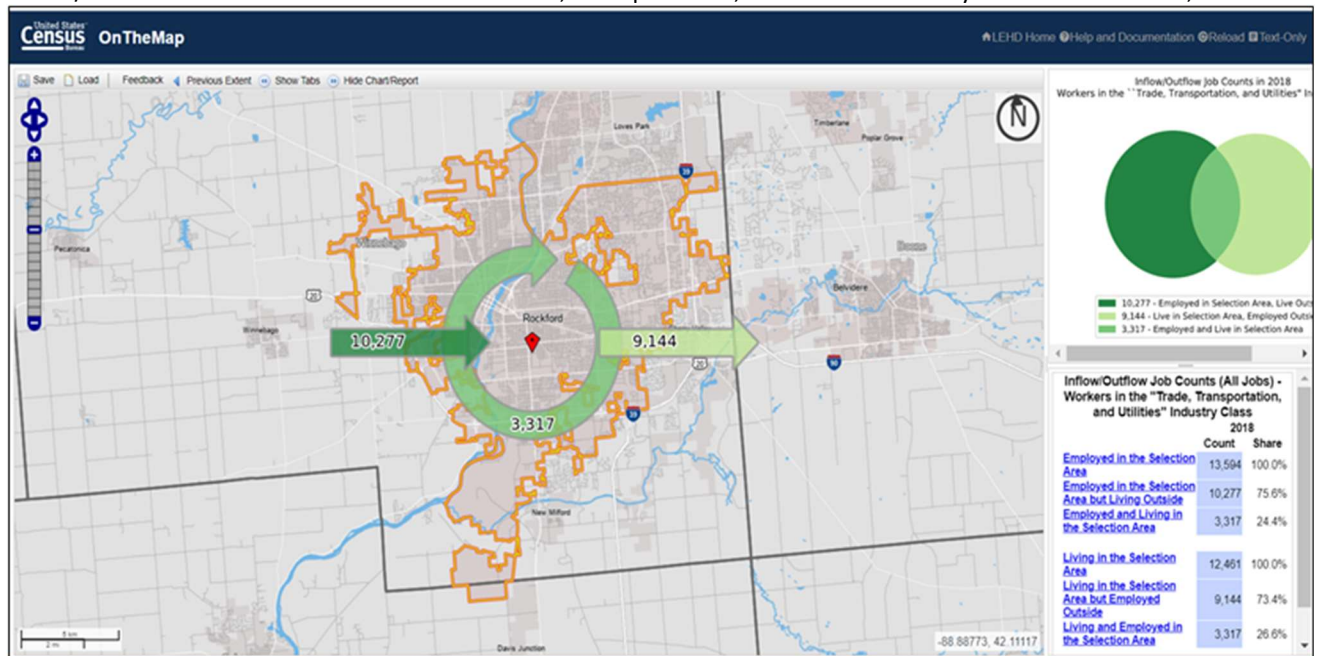 United States
Census
Bureau
OnTheMap
LEHD Home Help and Documentation Reload Text-Only
Save Load | Feedback Previous Extent Show Tabs Hide Chart/Report
N
Loves Park
Timberlane
Poplar Grove
39
Pecatonica
Winnebago
Boone
Belvidere
20
Winnebago
Rockford
10,277
9,144
20
90
39
3,317
New Milford
Davis Junction
5 km
2 mi
-88.88773, 42.11117
Inflow/Outflow Job Counts in 2018
Workers in the ``Trade, Transportation, and Utilities" In
10,277 - Employed in Selection Area, Live Outs
9,144 - Live in Selection Area, Employed Outsi
3,317 - Employed and Live in Selection Area
Inflow/Outflow Job Counts (All Jobs) -
Workers in the "Trade, Transportation,
and Utilities" Industry Class
2018
Count Share
Employed in the Selection
Area 13,594 100.0%
Employed in the Selection
Area but Living Outside 10,277 75.6%
Employed and Living in
the Selection Area 3,317 24.4%
Living in the Selection
Area 12,461 100.0%
Living in the Selection
Area but Employed
Outside 9,144 73.4%
Living and Employed in
the Selection Area 3,317 26.6%